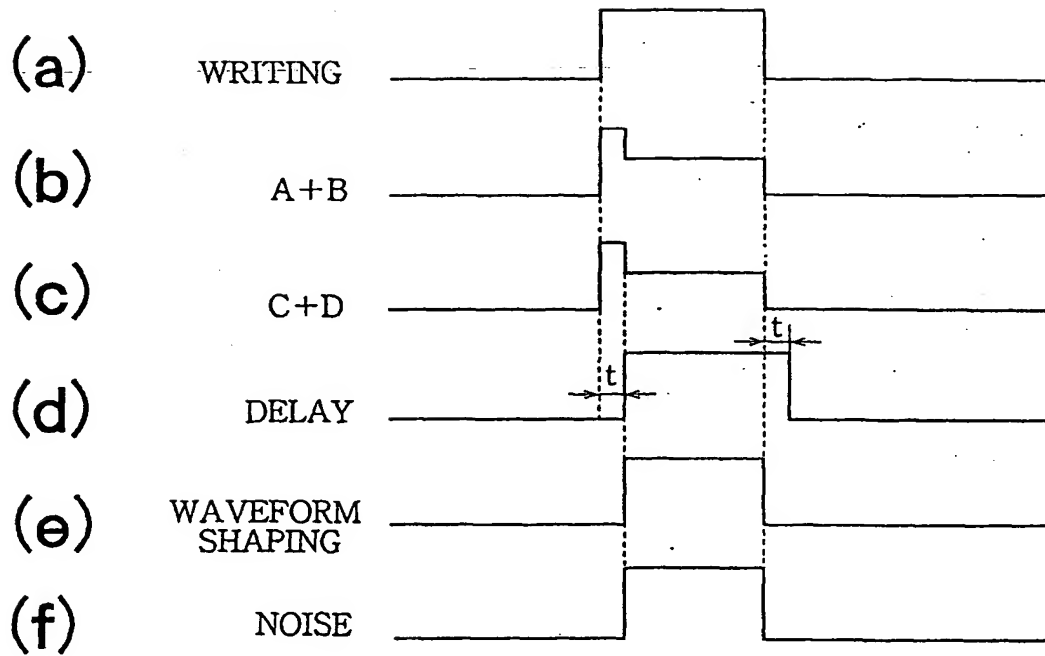 (a) WRITING
(b) A+B
(c) C+D
t
(d) t DELAY
(e) WAVEFORM
SHAPING
(f) NOISE